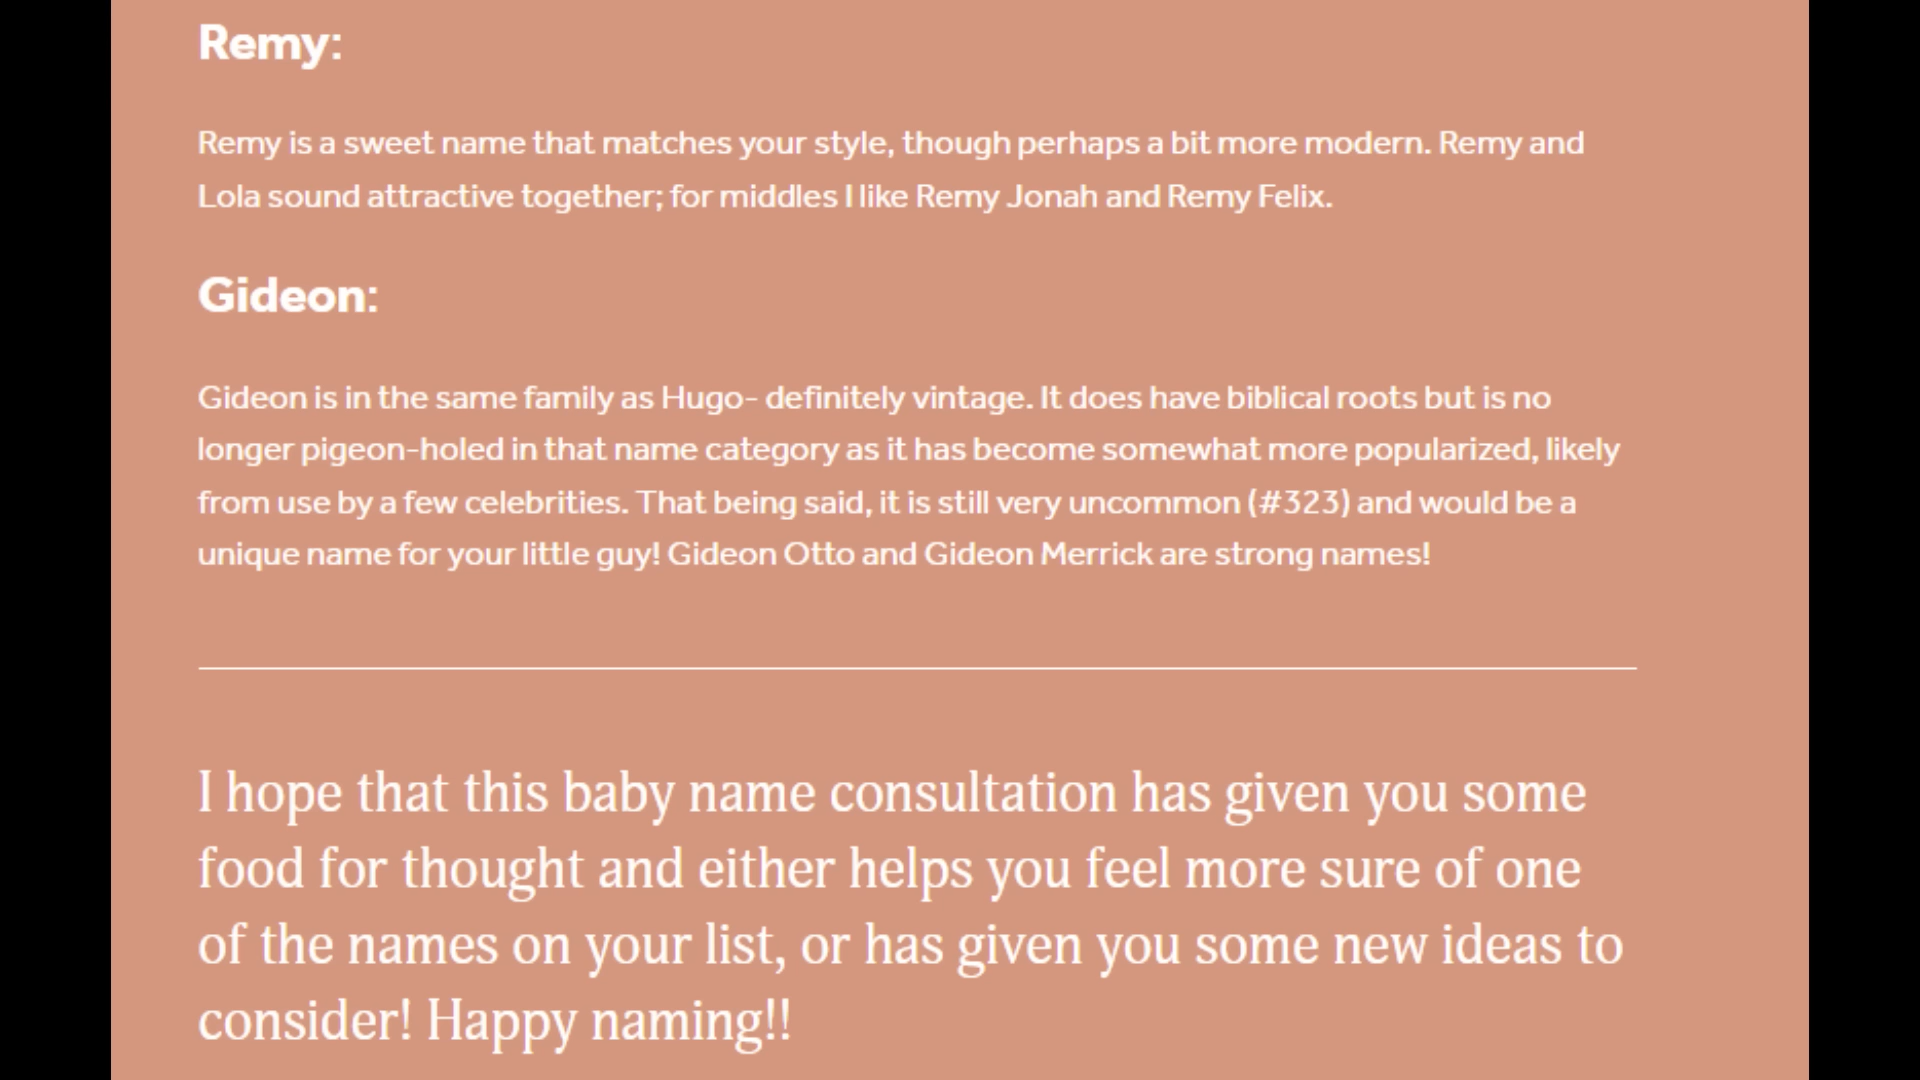 Remy:
Remy is a sweet name that matches your style, though perhaps a bit more modern. Remy and
Lola sound attractive together; for middles I like Remy Jonah and Remy Felix.
Gideon:
Gideon is in the same family as Hugo- definitely vintage. It does have biblical roots but is no
longer pigeon-holed in that name category as it has become somewhat more popularized, likely
from use by a few celebrities. That being said, it is still very uncommon (#323) and would be a
unique name for your little guy! Gideon Otto and Gideon Merrick are strong names!
I hope that this baby name consultation has given you some
food for thought and either helps you feel more sure of one
of the names on your list, or has given you some new ideas to
consider! Happy naming!!